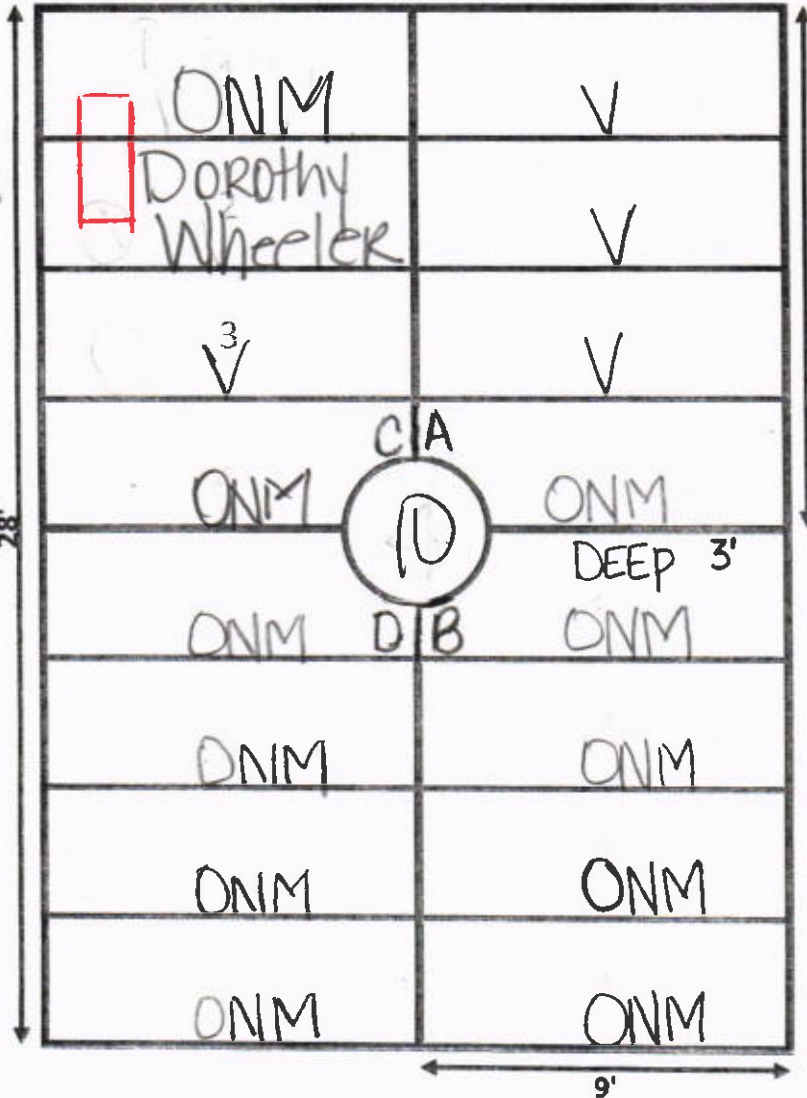 ONM V
Dorothy
Wheeler V
3
V V
C A
ONM ONM
10
28'
DEEP 3'
D B
ONM ONM
ONM ONM
ONM ONM
ONM ONM
9'